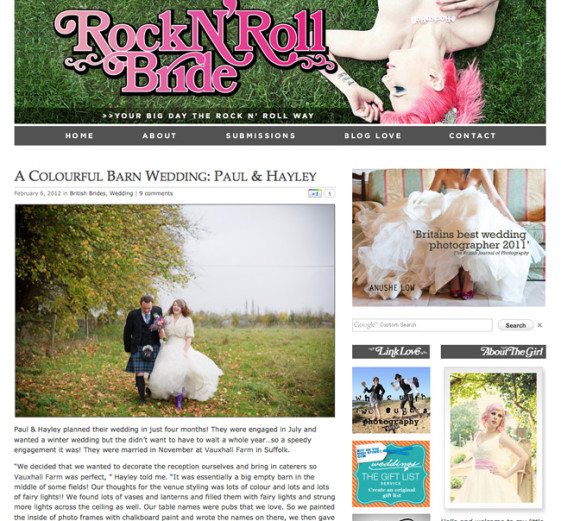 Rock N' Roll
Bride
>>YOUR BIG DAY THE ROCK N' ROLL WAY
HOME ABOUT SUBMISSIONS BLOG LOVE CONTACT
A Colourful Barn Wedding: Paul & Hayley
February 6, 2012 in British Brides, Wedding | 9 comments
+1 1
'Britains best wedding
photographer 2011'
The British Journal of Photography
ANUSHE LOW
Google™ Custom Search Search ×
Link Love
About The Girl
photography
weddings
THE GIFT LIST
SERVICE
Create an original
gift list
Paul & Hayley planned their wedding in just four months! They were engaged in July and
wanted a winter wedding but the didn't want to have to wait a whole year...so a speedy
engagement it was! They were married in November at Vauxhall Farm in Suffolk.
"We decided that we wanted to decorate the reception ourselves and bring in caterers so
Vauxhall Farm was perfect, " Hayley told me. "It was essentially a big empty barn in the
middle of some fields! Our thoughts for the venue styling was lots of colour and lots and lots
of fairy lights!! We found lots of vases and lanterns and filled them with fairy lights and strung
more lights across the ceiling as well. Our table names were pubs that we love. So we painted
the inside of photo frames with chalkboard paint and wrote the names on there, we then gave